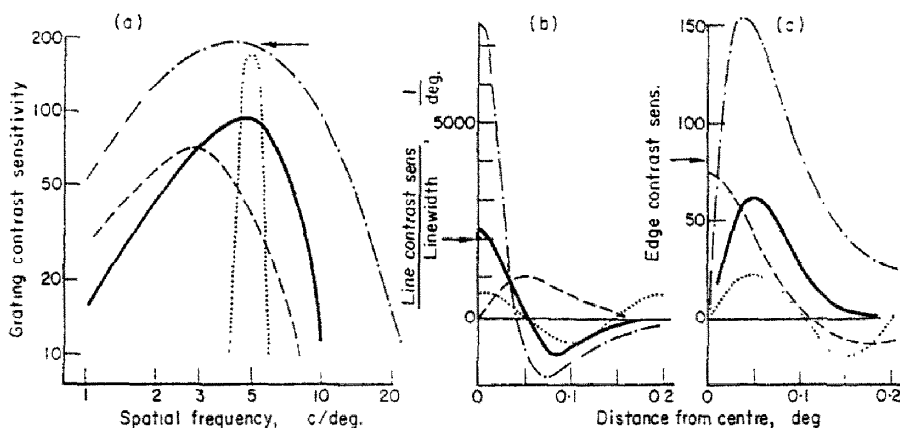 (a)
200
100
50
20
10
Grating contrast sensitivity
1 2 3 5 10 20
Spatial frequency, c/deg.
(b)
Line contrast sens / Linewidth , 1 / deg.
5000
0
0 0·1
(c)
Edge contrast sens.
150
100
50
0
0 0·1 0·2
Distance from centre, deg